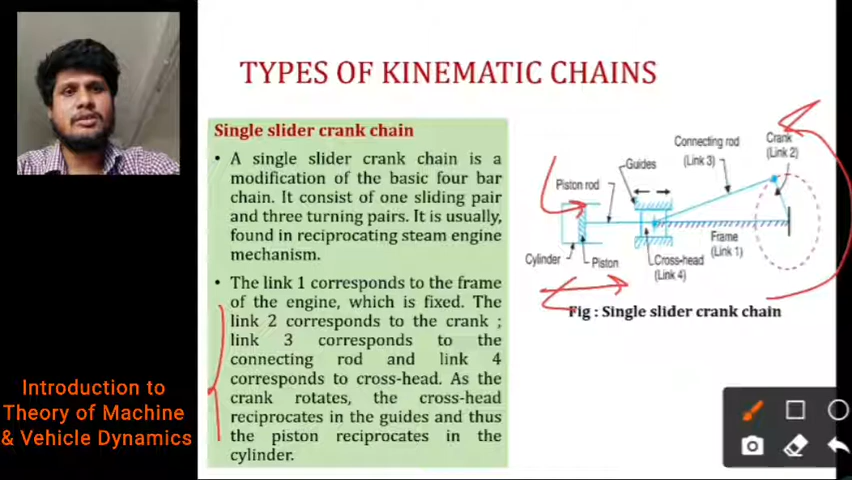 TYPES OF KINEMATIC CHAINS
Single slider crank chain
• A single slider crank chain is a
modification of the basic four bar
chain. It consist of one sliding pair
and three turning pairs. It is usually,
found in reciprocating steam engine
mechanism.
• The link 1 corresponds to the frame
of the engine, which is fixed. The
link 2 corresponds to the crank ;
link 3 corresponds to the
connecting rod and link 4
corresponds to cross-head. As the
crank rotates, the cross-head
reciprocates in the guides and thus
the piston reciprocates in the
cylinder.
Connecting rod
(Link 3)
Crank
(Link 2)
Guides
Piston rod
Frame
(Link 1)
Cylinder
Piston
Cross-head
(Link 4)
Fig : Single slider crank chain
Introduction to
Theory of Machine
& Vehicle Dynamics